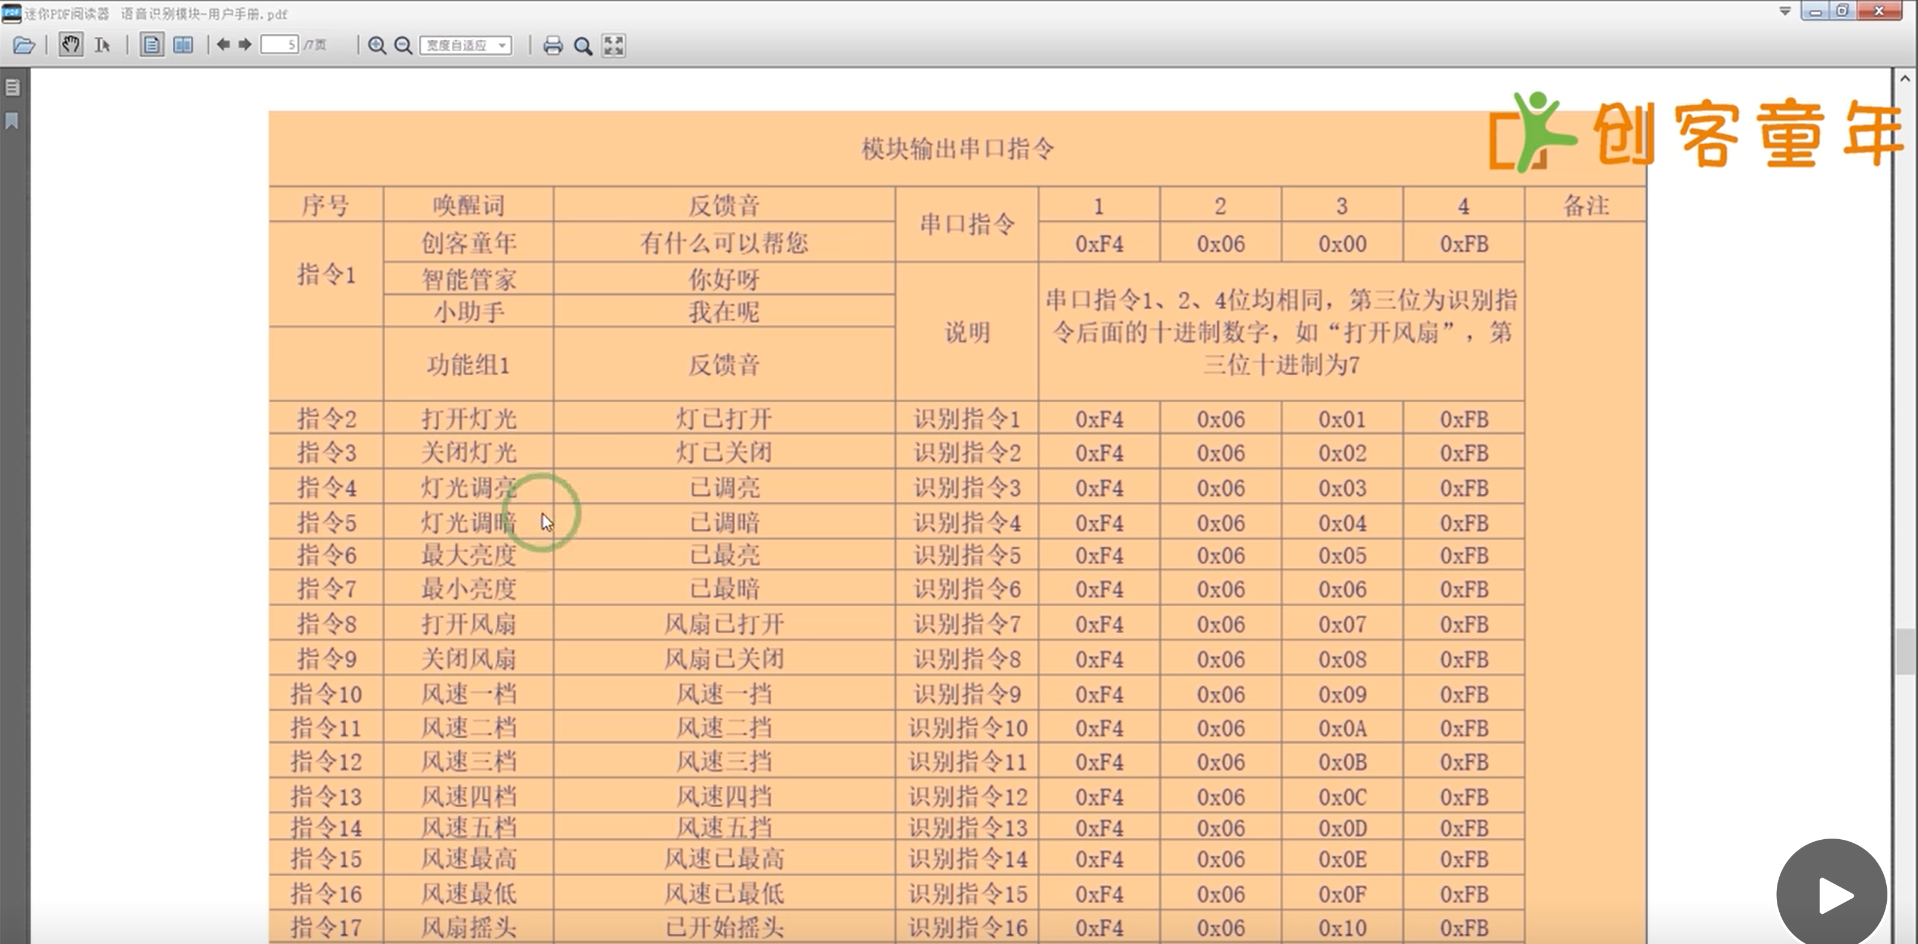 迷你PDF阅读器 语音识别模块-用户手册.pdf
5 /7页 宽度自适应
创客童年
模块输出串口指令
序号 唤醒词 反馈音 串口指令 1 2 3 4 备注
指令1 创客童年 有什么可以帮您 0xF4 0x06 0x00 0xFB
智能管家 你好呀
小助手 我在呢
功能组1 反馈音
说明 串口指令1、2、4位均相同，第三位为识别指
令后面的十进制数字，如“打开风扇”，第
三位十进制为7
指令2 打开灯光 灯已打开 识别指令1 0xF4 0x06 0x01 0xFB
指令3 关闭灯光 灯已关闭 识别指令2 0xF4 0x06 0x02 0xFB
指令4 灯光调亮 已调亮 识别指令3 0xF4 0x06 0x03 0xFB
指令5 灯光调暗 已调暗 识别指令4 0xF4 0x06 0x04 0xFB
指令6 最大亮度 已最亮 识别指令5 0xF4 0x06 0x05 0xFB
指令7 最小亮度 已最暗 识别指令6 0xF4 0x06 0x06 0xFB
指令8 打开风扇 风扇已打开 识别指令7 0xF4 0x06 0x07 0xFB
指令9 关闭风扇 风扇已关闭 识别指令8 0xF4 0x06 0x08 0xFB
指令10 风速一档 风速一挡 识别指令9 0xF4 0x06 0x09 0xFB
指令11 风速二档 风速二挡 识别指令10 0xF4 0x06 0x0A 0xFB
指令12 风速三档 风速三挡 识别指令11 0xF4 0x06 0x0B 0xFB
指令13 风速四档 风速四挡 识别指令12 0xF4 0x06 0x0C 0xFB
指令14 风速五档 风速五挡 识别指令13 0xF4 0x06 0x0D 0xFB
指令15 风速最高 风速已最高 识别指令14 0xF4 0x06 0x0E 0xFB
指令16 风速最低 风速已最低 识别指令15 0xF4 0x06 0x0F 0xFB
指令17 风扇摇头 已开始摇头 识别指令16 0xF4 0x06 0x10 0xFB